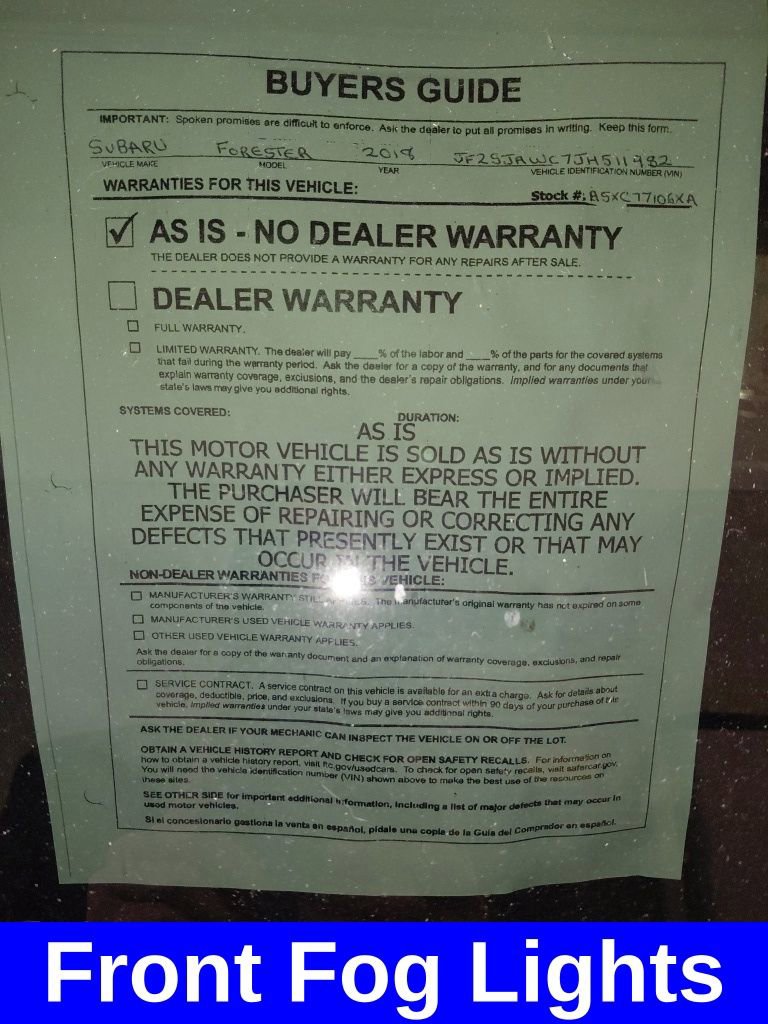 BUYERS GUIDE
IMPORTANT: Spoken promises are difficult to enforce. Ask the dealer to put all promises in writing. Keep this form.
SUBARU FORESTER 2018 JF2SJAWC7JH511982
VEHICLE MAKE MODEL YEAR VEHICLE IDENTIFICATION NUMBER (VIN)
WARRANTIES FOR THIS VEHICLE:
Stock #: A5XC77106XA
AS IS - NO DEALER WARRANTY
THE DEALER DOES NOT PROVIDE A WARRANTY FOR ANY REPAIRS AFTER SALE.
DEALER WARRANTY
FULL WARRANTY.
LIMITED WARRANTY. The dealer will pay ____% of the labor and ____% of the parts for the covered systems
that fail during the warranty period. Ask the dealer for a copy of the warranty, and for any documents that
explain warranty coverage, exclusions, and the dealer's repair obligations. Implied warranties under your
state's laws may give you additional rights.
SYSTEMS COVERED: DURATION:
AS IS
THIS MOTOR VEHICLE IS SOLD AS IS WITHOUT
ANY WARRANTY EITHER EXPRESS OR IMPLIED.
THE PURCHASER WILL BEAR THE ENTIRE
EXPENSE OF REPAIRING OR CORRECTING ANY
DEFECTS THAT PRESENTLY EXIST OR THAT MAY
OCCUR IN THE VEHICLE.
NON-DEALER WARRANTIES FOR THIS VEHICLE:
MANUFACTURER'S WARRANTY STILL APPLIES. The manufacturer's original warranty has not expired on some
components of the vehicle.
MANUFACTURER'S USED VEHICLE WARRANTY APPLIES.
OTHER USED VEHICLE WARRANTY APPLIES.
Ask the dealer for a copy of the warranty document and an explanation of warranty coverage, exclusions, and repair
obligations.
SERVICE CONTRACT. A service contract on this vehicle is available for an extra charge. Ask for details about
coverage, deductible, price, and exclusions. If you buy a service contract within 90 days of your purchase of this
vehicle, implied warranties under your state's laws may give you additional rights.
ASK THE DEALER IF YOUR MECHANIC CAN INSPECT THE VEHICLE ON OR OFF THE LOT.
OBTAIN A VEHICLE HISTORY REPORT AND CHECK FOR OPEN SAFETY RECALLS. For information on
how to obtain a vehicle history report, visit ftc.gov/usedcars. To check for open safety recalls, visit safercar.gov.
You will need the vehicle identification number (VIN) shown above to make the best use of the resources on
these sites.
SEE OTHER SIDE for important additional information, including a list of major defects that may occur in
used motor vehicles.
Si el concesionario gestiona la venta en español, pídale una copia de la Guía del Comprador en español.
Front Fog Lights